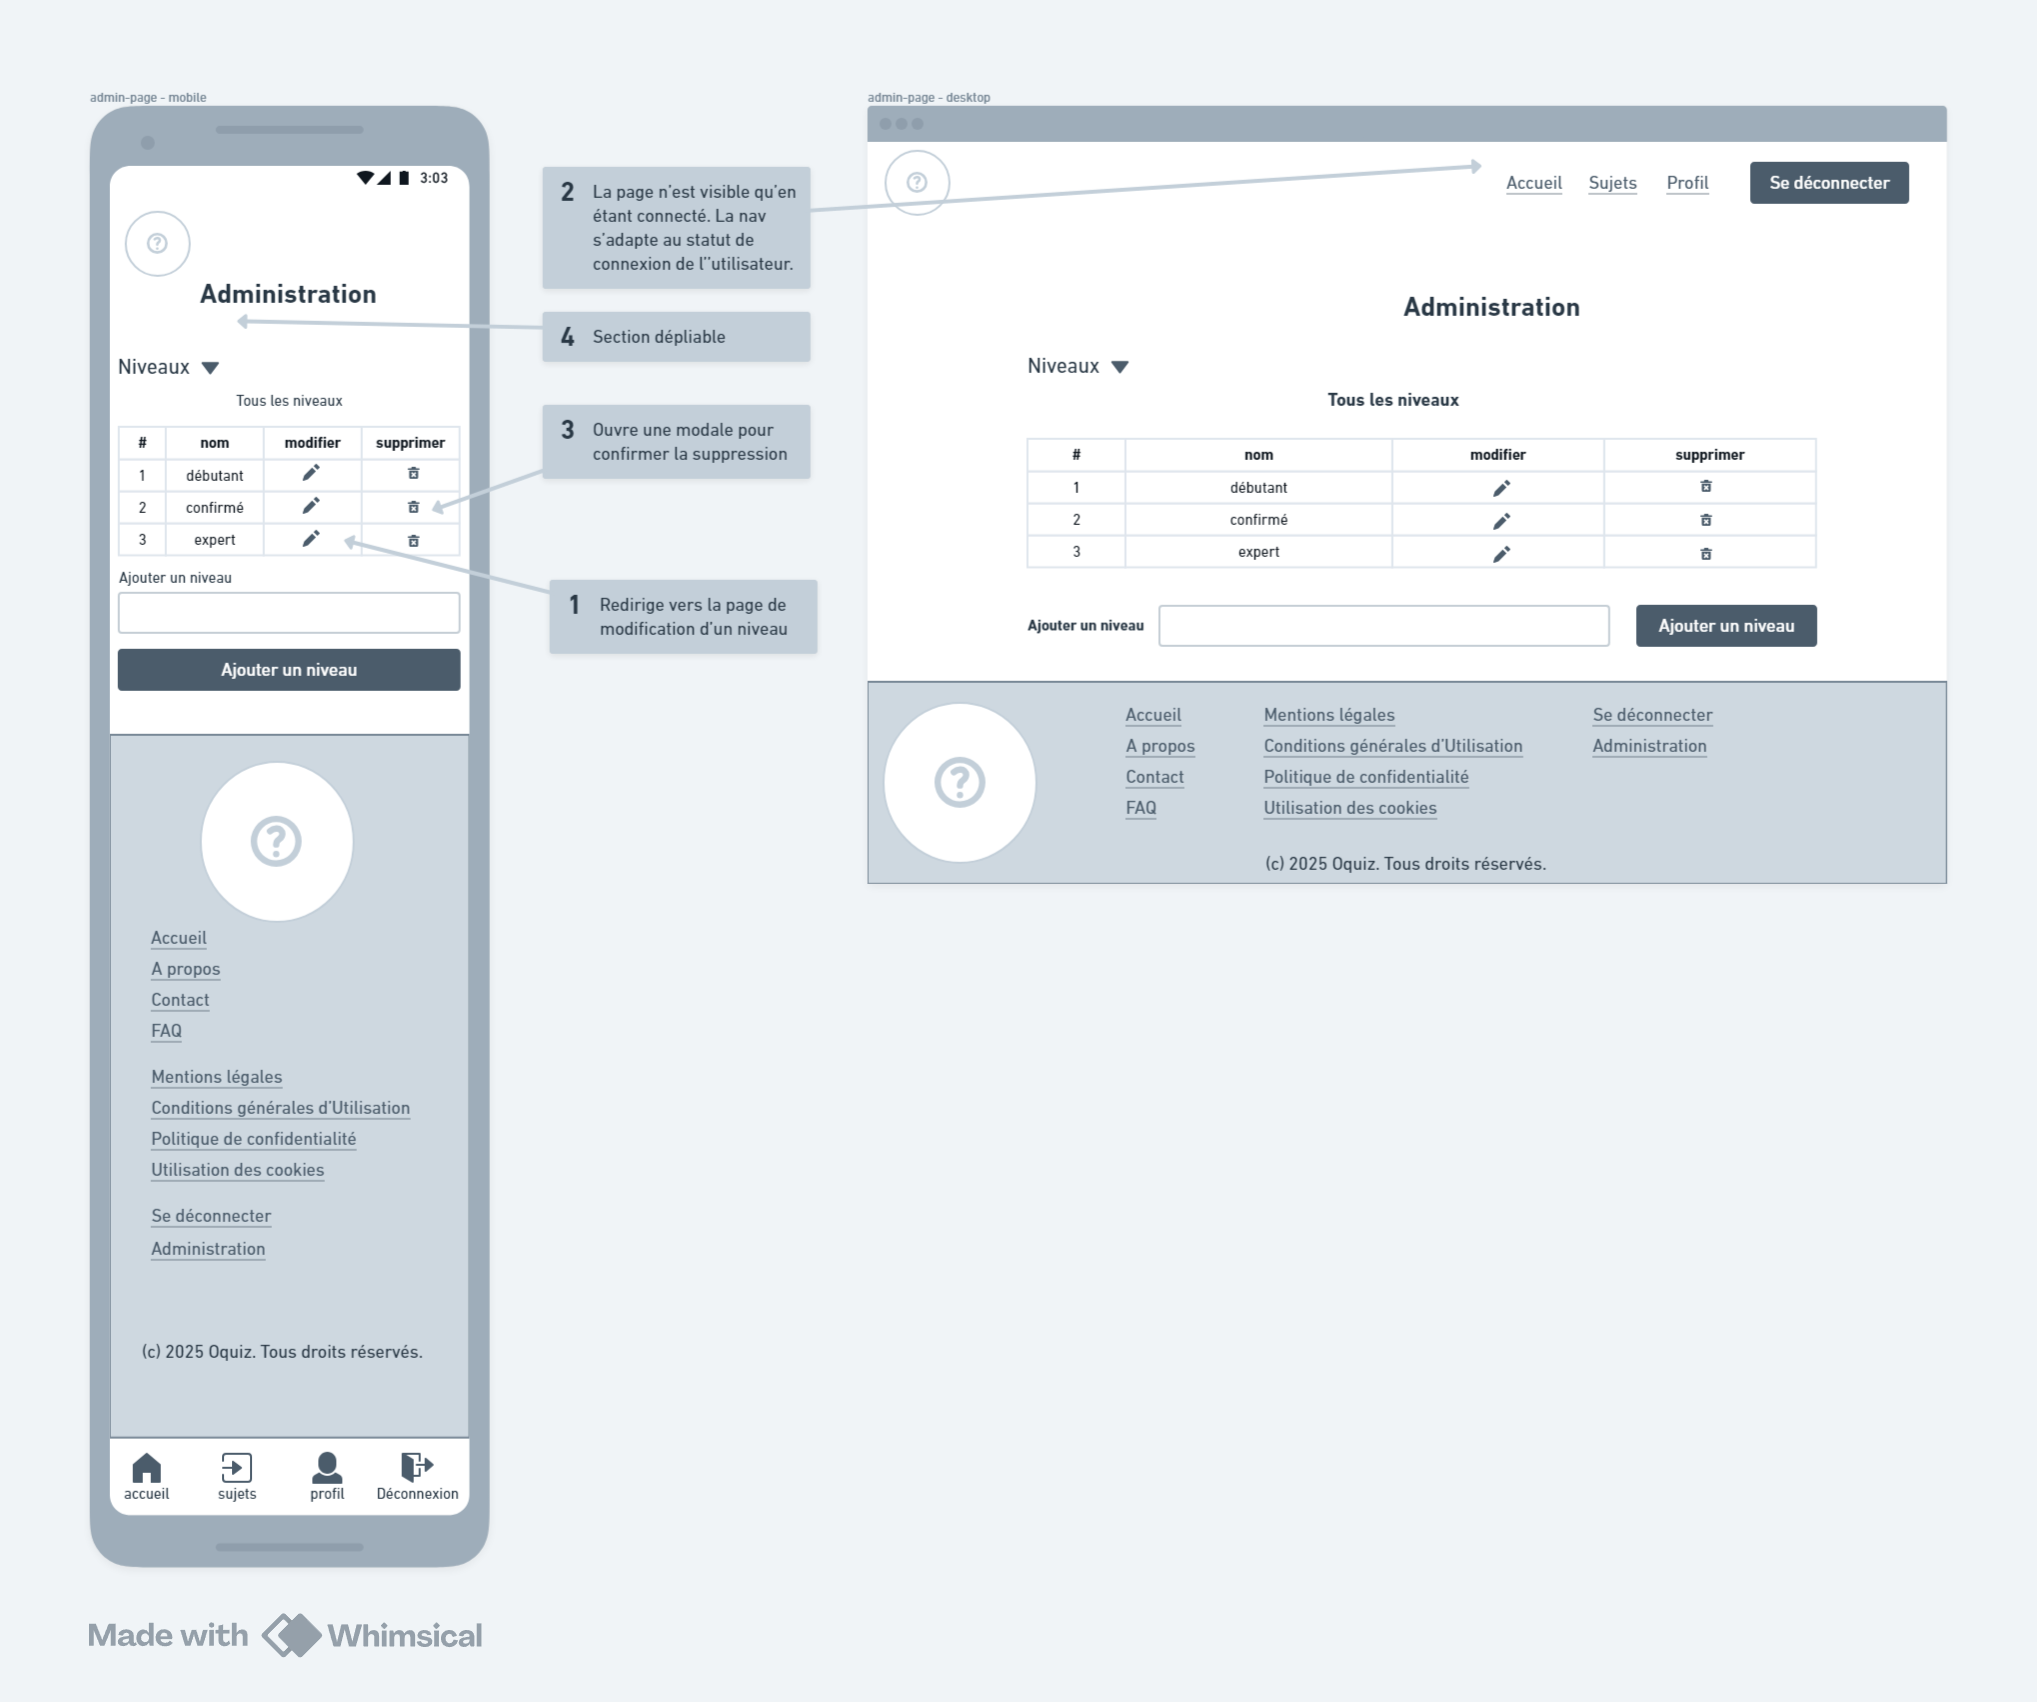 admin-page - mobile
3:03
?
Administration
Niveaux
Tous les niveaux
# nom modifier supprimer
1 débutant
2 confirmé
3 expert
Ajouter un niveau
Ajouter un niveau
?
Accueil
A propos
Contact
FAQ
Mentions légales
Conditions générales d'Utilisation
Politique de confidentialité
Utilisation des cookies
Se déconnecter
Administration
(c) 2025 Oquiz. Tous droits réservés.
accueil sujets profil Déconnexion
2 La page n'est visible qu'en
étant connecté. La nav
s'adapte au statut de
connexion de l''utilisateur.
4 Section dépliable
3 Ouvre une modale pour
confirmer la suppression
1 Redirige vers la page de
modification d'un niveau
admin-page - desktop
?
Accueil Sujets Profil Se déconnecter
Administration
Niveaux
Tous les niveaux
# nom modifier supprimer
1 débutant
2 confirmé
3 expert
Ajouter un niveau Ajouter un niveau
?
Accueil
A propos
Contact
FAQ
Mentions légales
Conditions générales d'Utilisation
Politique de confidentialité
Utilisation des cookies
Se déconnecter
Administration
(c) 2025 Oquiz. Tous droits réservés.
Made with Whimsical